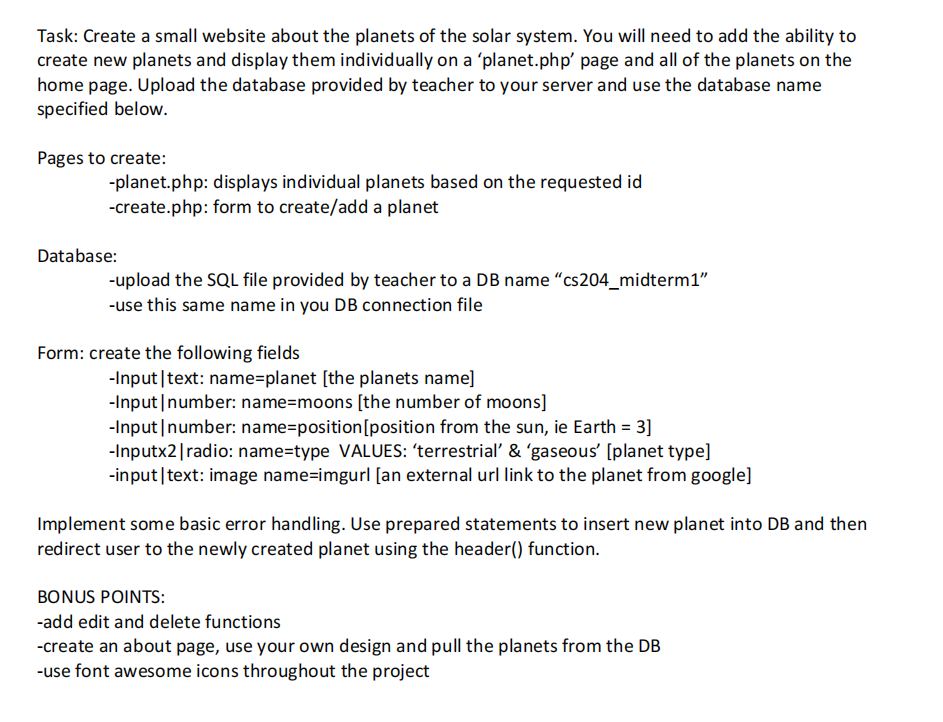 Task: Create a small website about the planets of the solar system. You will need to add the ability to
create new planets and display them individually on a ‘planet.php’ page and all of the planets on the
home page. Upload the database provided by teacher to your server and use the database name
specified below.
Pages to create:
-planet.php: displays individual planets based on the requested id
-create.php: form to create/add a planet
Database:
-upload the SQL file provided by teacher to a DB name “cs204_midterm1”
-use this same name in you DB connection file
Form: create the following fields
-Input|text: name=planet [the planets name]
-Input|number: name=moons [the number of moons]
-Input|number: name=position[position from the sun, ie Earth = 3]
-Inputx2|radio: name=type  VALUES: ‘terrestrial’ & ‘gaseous’ [planet type]
-input|text: image name=imgurl [an external url link to the planet from google]
Implement some basic error handling. Use prepared statements to insert new planet into DB and then
redirect user to the newly created planet using the header() function.
BONUS POINTS:
-add edit and delete functions
-create an about page, use your own design and pull the planets from the DB
-use font awesome icons throughout the project